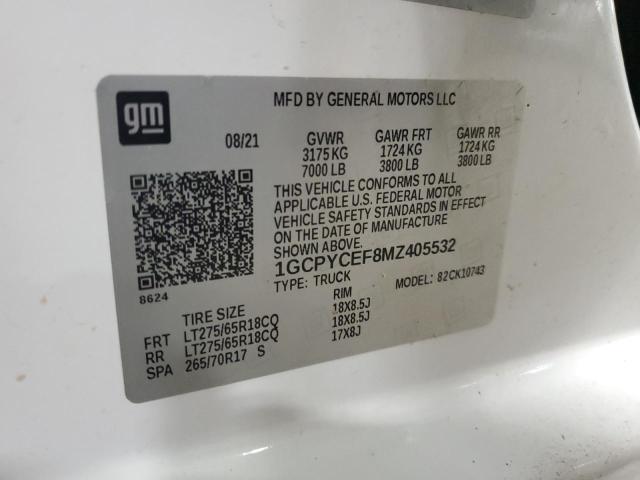 gm
MFD BY GENERAL MOTORS LLC
08/21 GVWR GAWR FRT GAWR RR
3175 KG 1724 KG 1724 KG
7000 LB 3800 LB 3800 LB
THIS VEHICLE CONFORMS TO ALL
APPLICABLE U.S. FEDERAL MOTOR
VEHICLE SAFETY STANDARDS IN EFFECT
ON THE DATE OF MANUFACTURE
SHOWN ABOVE.
1GCPYCEF8MZ405532
TYPE: TRUCK MODEL: 82CK10743
8624
TIRE SIZE RIM
FRT LT275/65R18CQ 18X8.5J
RR LT275/65R18CQ 18X8.5J
SPA 265/70R17 S 17X8J